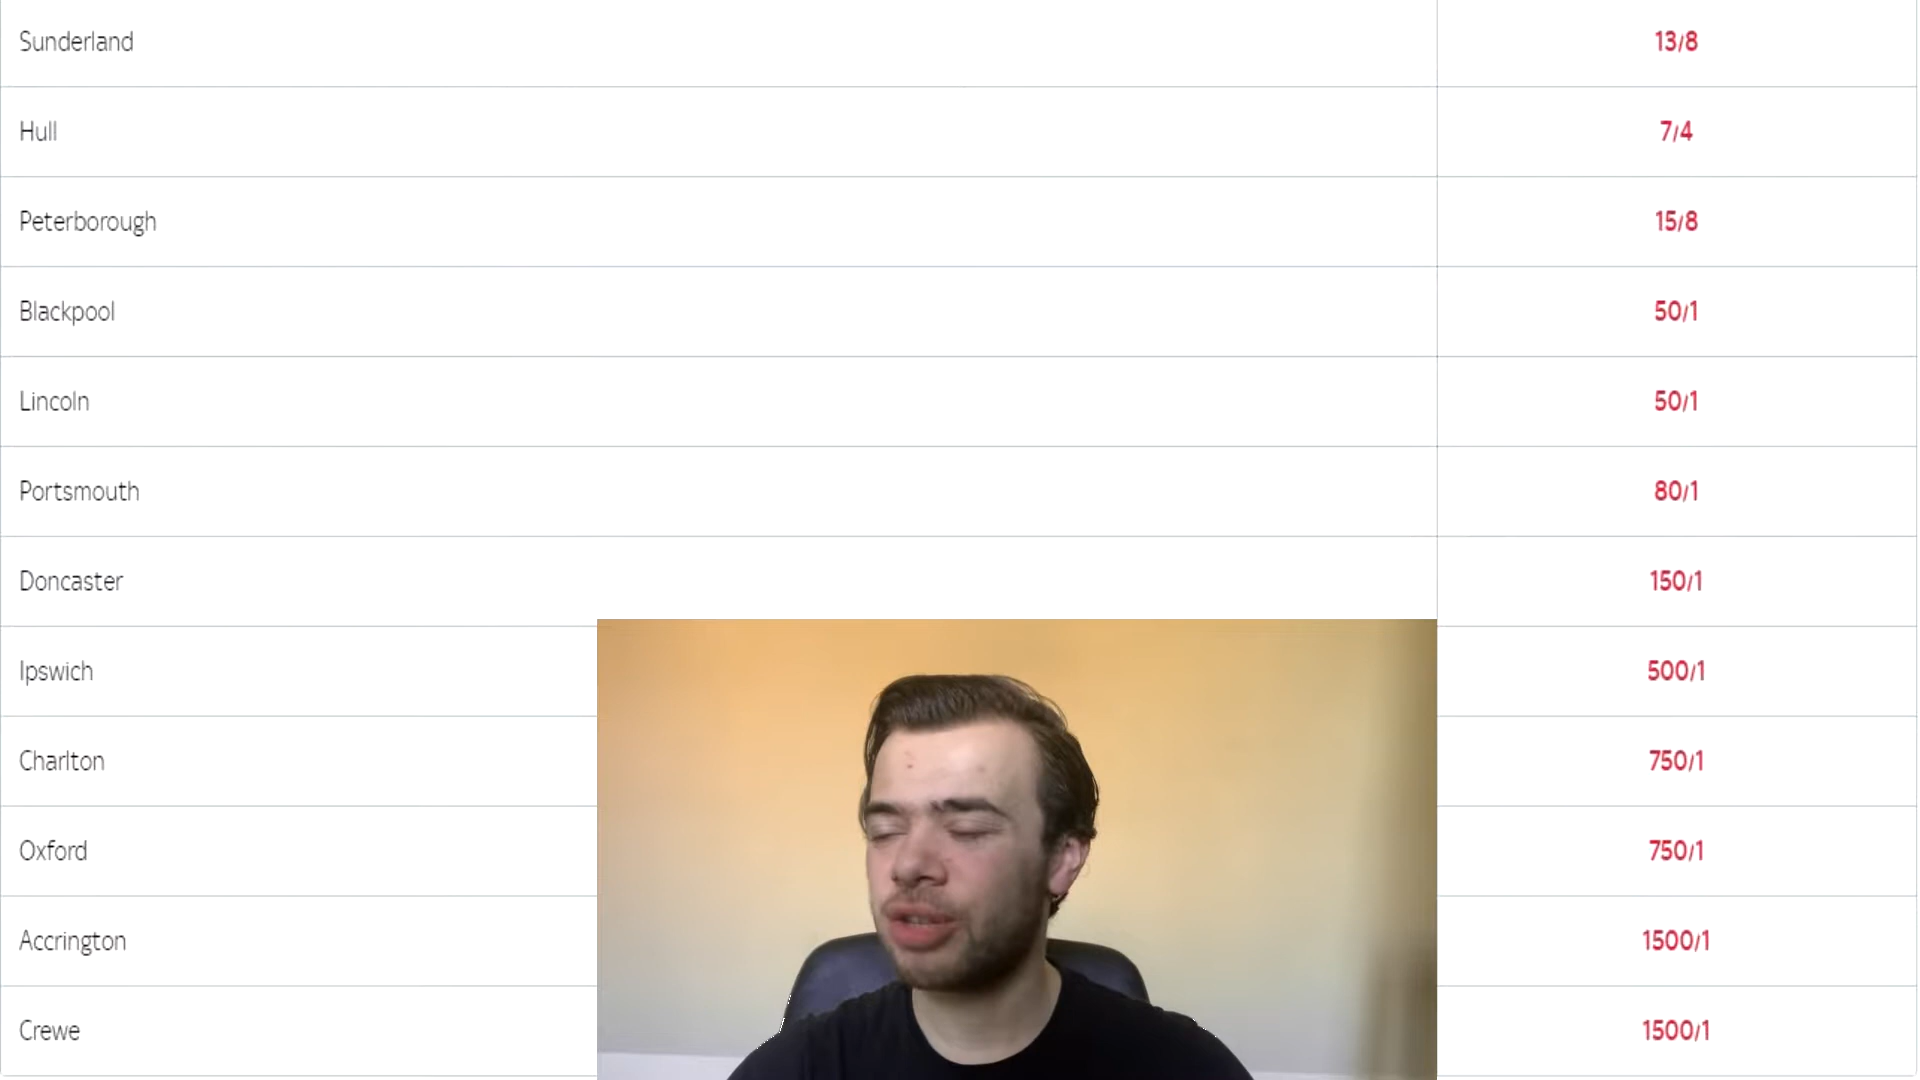 Sunderland 13/8
Hull 7/4
Peterborough 15/8
Blackpool 50/1
Lincoln 50/1
Portsmouth 80/1
Doncaster 150/1
Ipswich 500/1
Charlton 750/1
Oxford 750/1
Accrington 1500/1
Crewe 1500/1